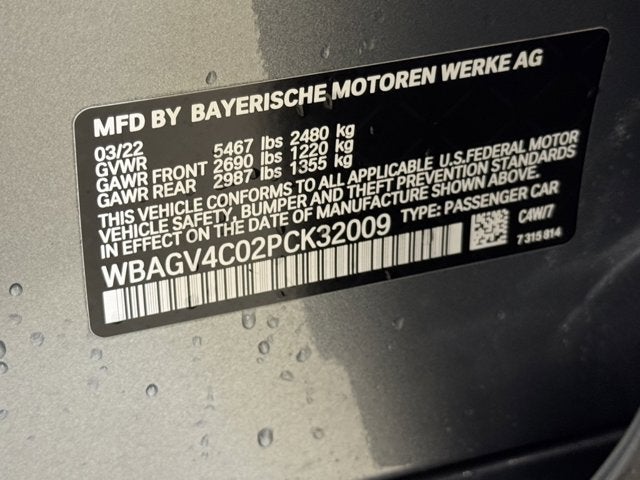 MFD BY BAYERISCHE MOTOREN WERKE AG
03/22
GVWR 5467 lbs 2480 kg
GAWR FRONT 2690 lbs 1220 kg
GAWR REAR 2987 lbs 1355 kg
THIS VEHICLE CONFORMS TO ALL APPLICABLE U.S.FEDERAL MOTOR
VEHICLE SAFETY, BUMPER AND THEFT PREVENTION STANDARDS
IN EFFECT ON THE DATE OF MANUFACTURE SHOWN ABOVE.
WBAGV4C02PCK32009 TYPE: PASSENGER CAR
C4W/7
7 315 814